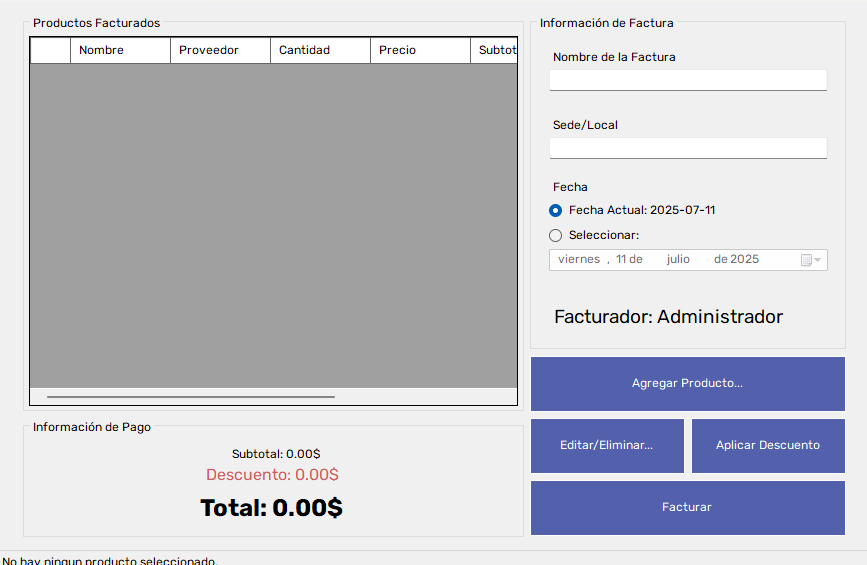 Productos Facturados
Nombre Proveedor Cantidad Precio Subtot
Información de Pago
Subtotal: 0.00$
Descuento: 0.00$
Total: 0.00$
Información de Factura
Nombre de la Factura
Sede/Local
Fecha
Fecha Actual: 2025-07-11
Seleccionar:
viernes , 11 de julio de 2025
Facturador: Administrador
Agregar Producto...
Editar/Eliminar... Aplicar Descuento
Facturar
No hay ningun producto seleccionado.